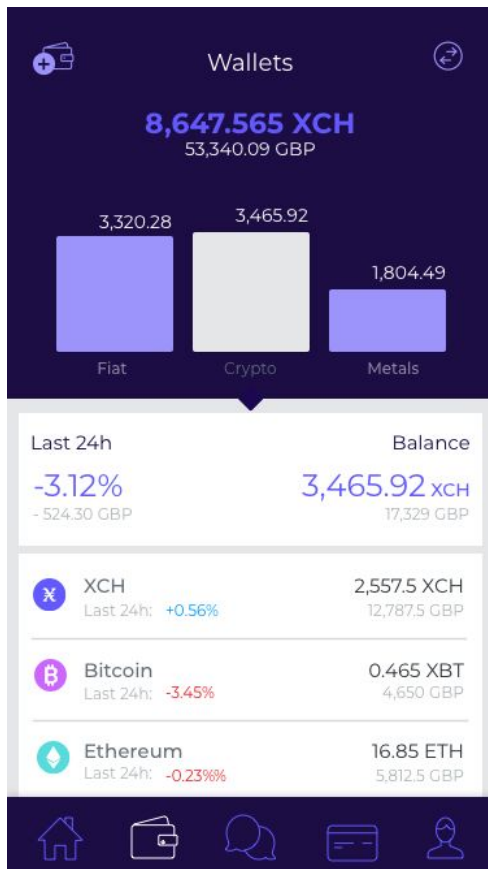 Wallets
8,647.565 XCH
53,340.09 GBP
3,320.28
3,465.92
1,804.49
Fiat
Crypto
Metals
Last 24h
Balance
-3.12%
3,465.92 XCH
- 524.30 GBP
17,329 GBP
XCH
2,557.5 XCH
Last 24h: +0.56%
12,787.5 GBP
Bitcoin
0.465 XBT
Last 24h: -3.45%
4,650 GBP
Ethereum
16.85 ETH
Last 24h: -0.23%%
5,812.5 GBP